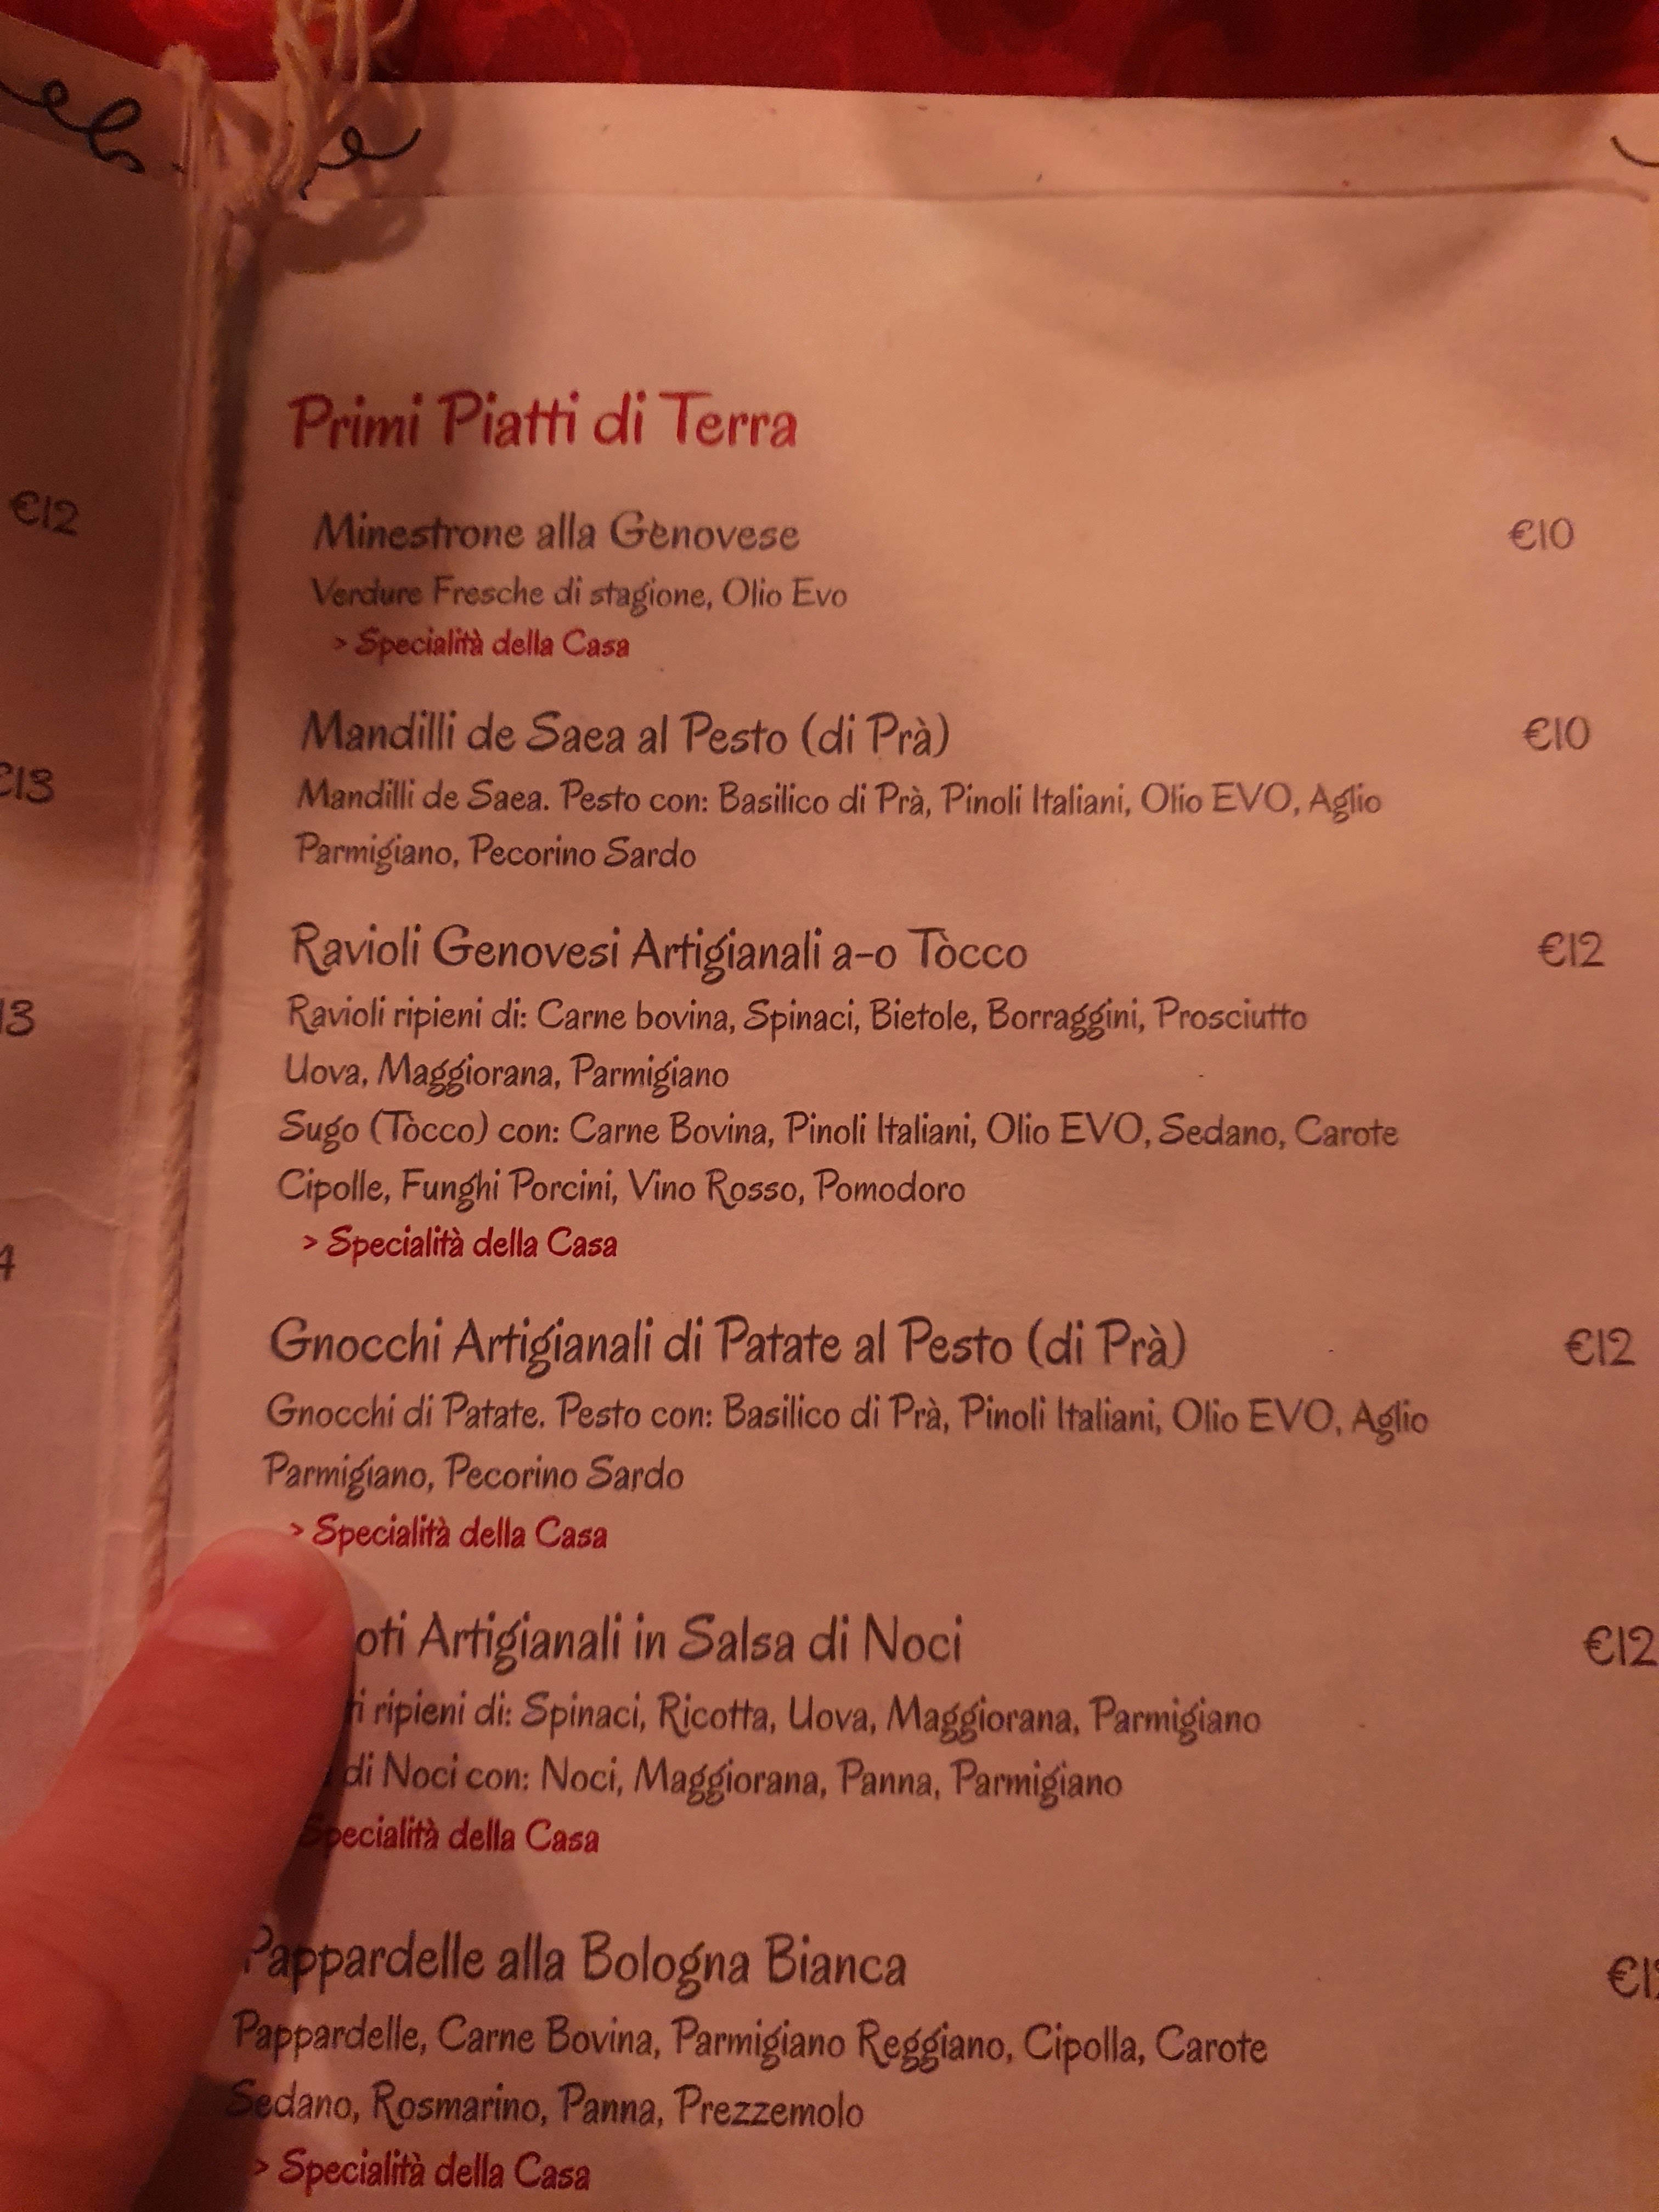 €12
€13
13
4
Primi Piatti di Terra
Minestrone alla Genovese €10
Verdure Fresche di stagione, Olio Evo
> Specialità della Casa
Mandilli de Saea al Pesto (di Prà) €10
Mandilli de Saea. Pesto con: Basilico di Prà, Pinoli Italiani, Olio EVO, Aglio
Parmigiano, Pecorino Sardo
Ravioli Genovesi Artigianali a-o Tòcco €12
Ravioli ripieni di: Carne bovina, Spinaci, Bietole, Borraggini, Prosciutto
Uova, Maggiorana, Parmigiano
Sugo (Tòcco) con: Carne Bovina, Pinoli Italiani, Olio EVO, Sedano, Carote
Cipolle, Funghi Porcini, Vino Rosso, Pomodoro
> Specialità della Casa
Gnocchi Artigianali di Patate al Pesto (di Prà) €12
Gnocchi di Patate. Pesto con: Basilico di Prà, Pinoli Italiani, Olio EVO, Aglio
Parmigiano, Pecorino Sardo
> Specialità della Casa
oti Artigianali in Salsa di Noci €12
ti ripieni di: Spinaci, Ricotta, Uova, Maggiorana, Parmigiano
di Noci con: Noci, Maggiorana, Panna, Parmigiano
Specialità della Casa
Pappardelle alla Bologna Bianca
Pappardelle, Carne Bovina, Parmigiano Reggiano, Cipolla, Carote
Sedano, Rosmarino, Panna, Prezzemolo
> Specialità della Casa